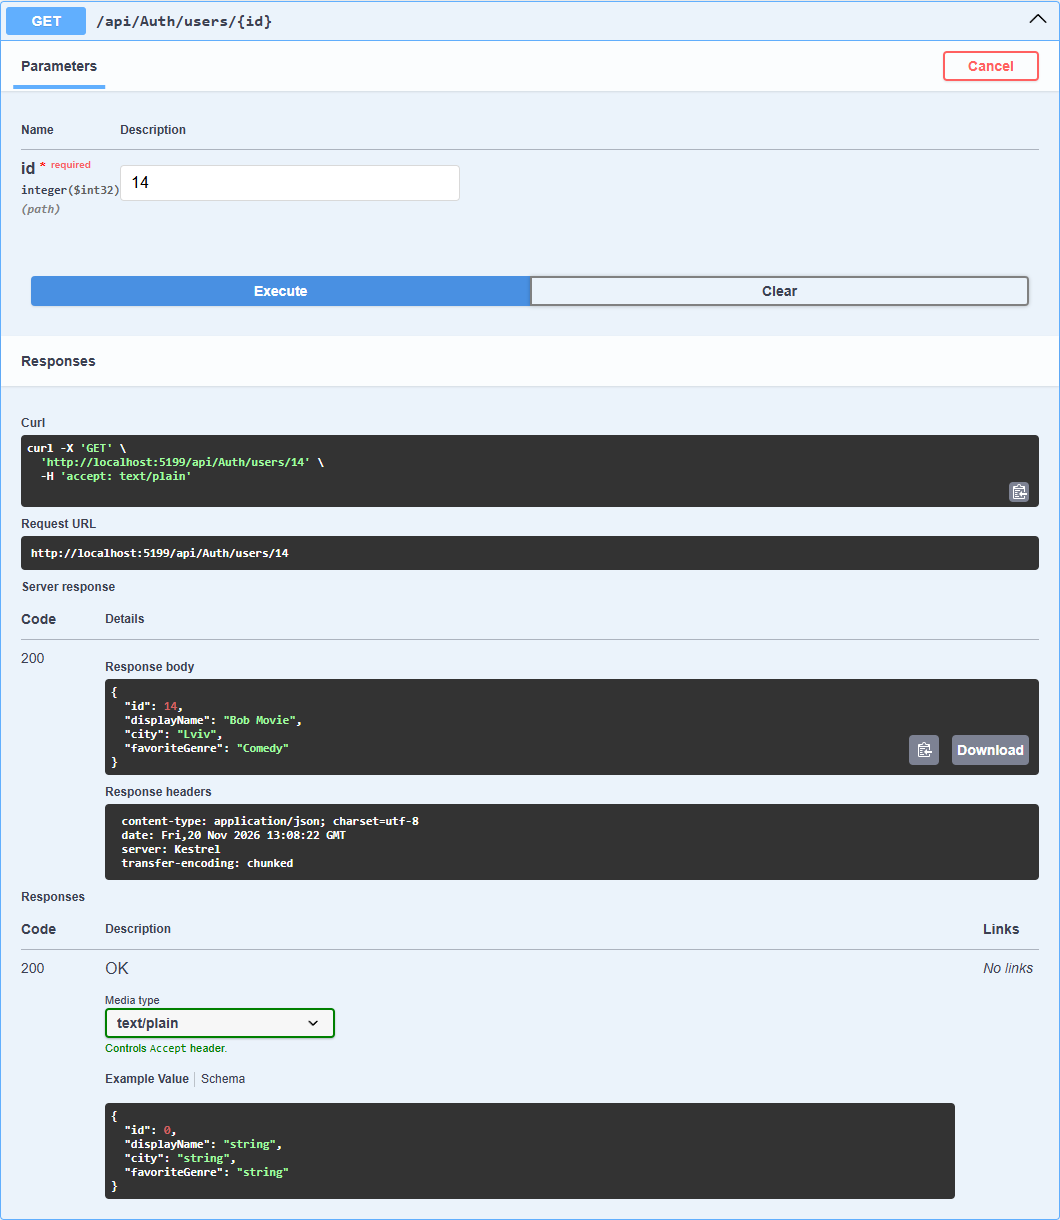 GET /api/Auth/users/{id}
Parameters
Cancel
Name Description
id * required
integer($int32)
(path)
14
Execute Clear
Responses
Curl
curl -X 'GET' \
  'http://localhost:5199/api/Auth/users/14' \
  -H 'accept: text/plain'
Request URL
http://localhost:5199/api/Auth/users/14
Server response
Code Details
200
Response body
{
  "id": 14,
  "displayName": "Bob Movie",
  "city": "Lviv",
  "favoriteGenre": "Comedy"
}
Download
Response headers
content-type: application/json; charset=utf-8
date: Fri,20 Nov 2026 13:08:22 GMT
server: Kestrel
transfer-encoding: chunked
Responses
Code Description Links
200 OK No links
Media type
text/plain
Controls Accept header.
Example Value Schema
{
  "id": 0,
  "displayName": "string",
  "city": "string",
  "favoriteGenre": "string"
}